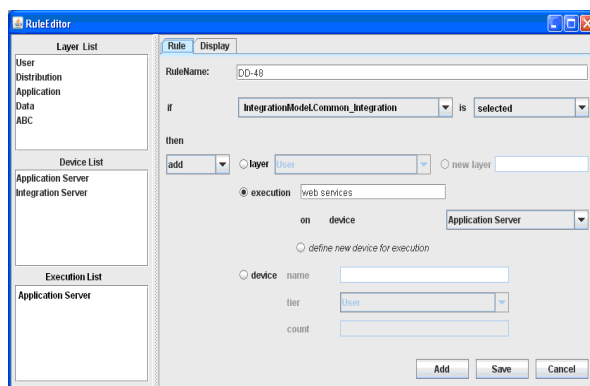 RuleEditor
Layer List
User
Distribution
Application
Data
ABC
Device List
Application Server
Integration Server
Execution List
Application Server
Rule Display
RuleName: DD-48
if IntegrationModel.Common_Integration is selected
then
add layer User new layer
execution web services
on device Application Server
define new device for execution
device name
tier User
count
Add Save Cancel